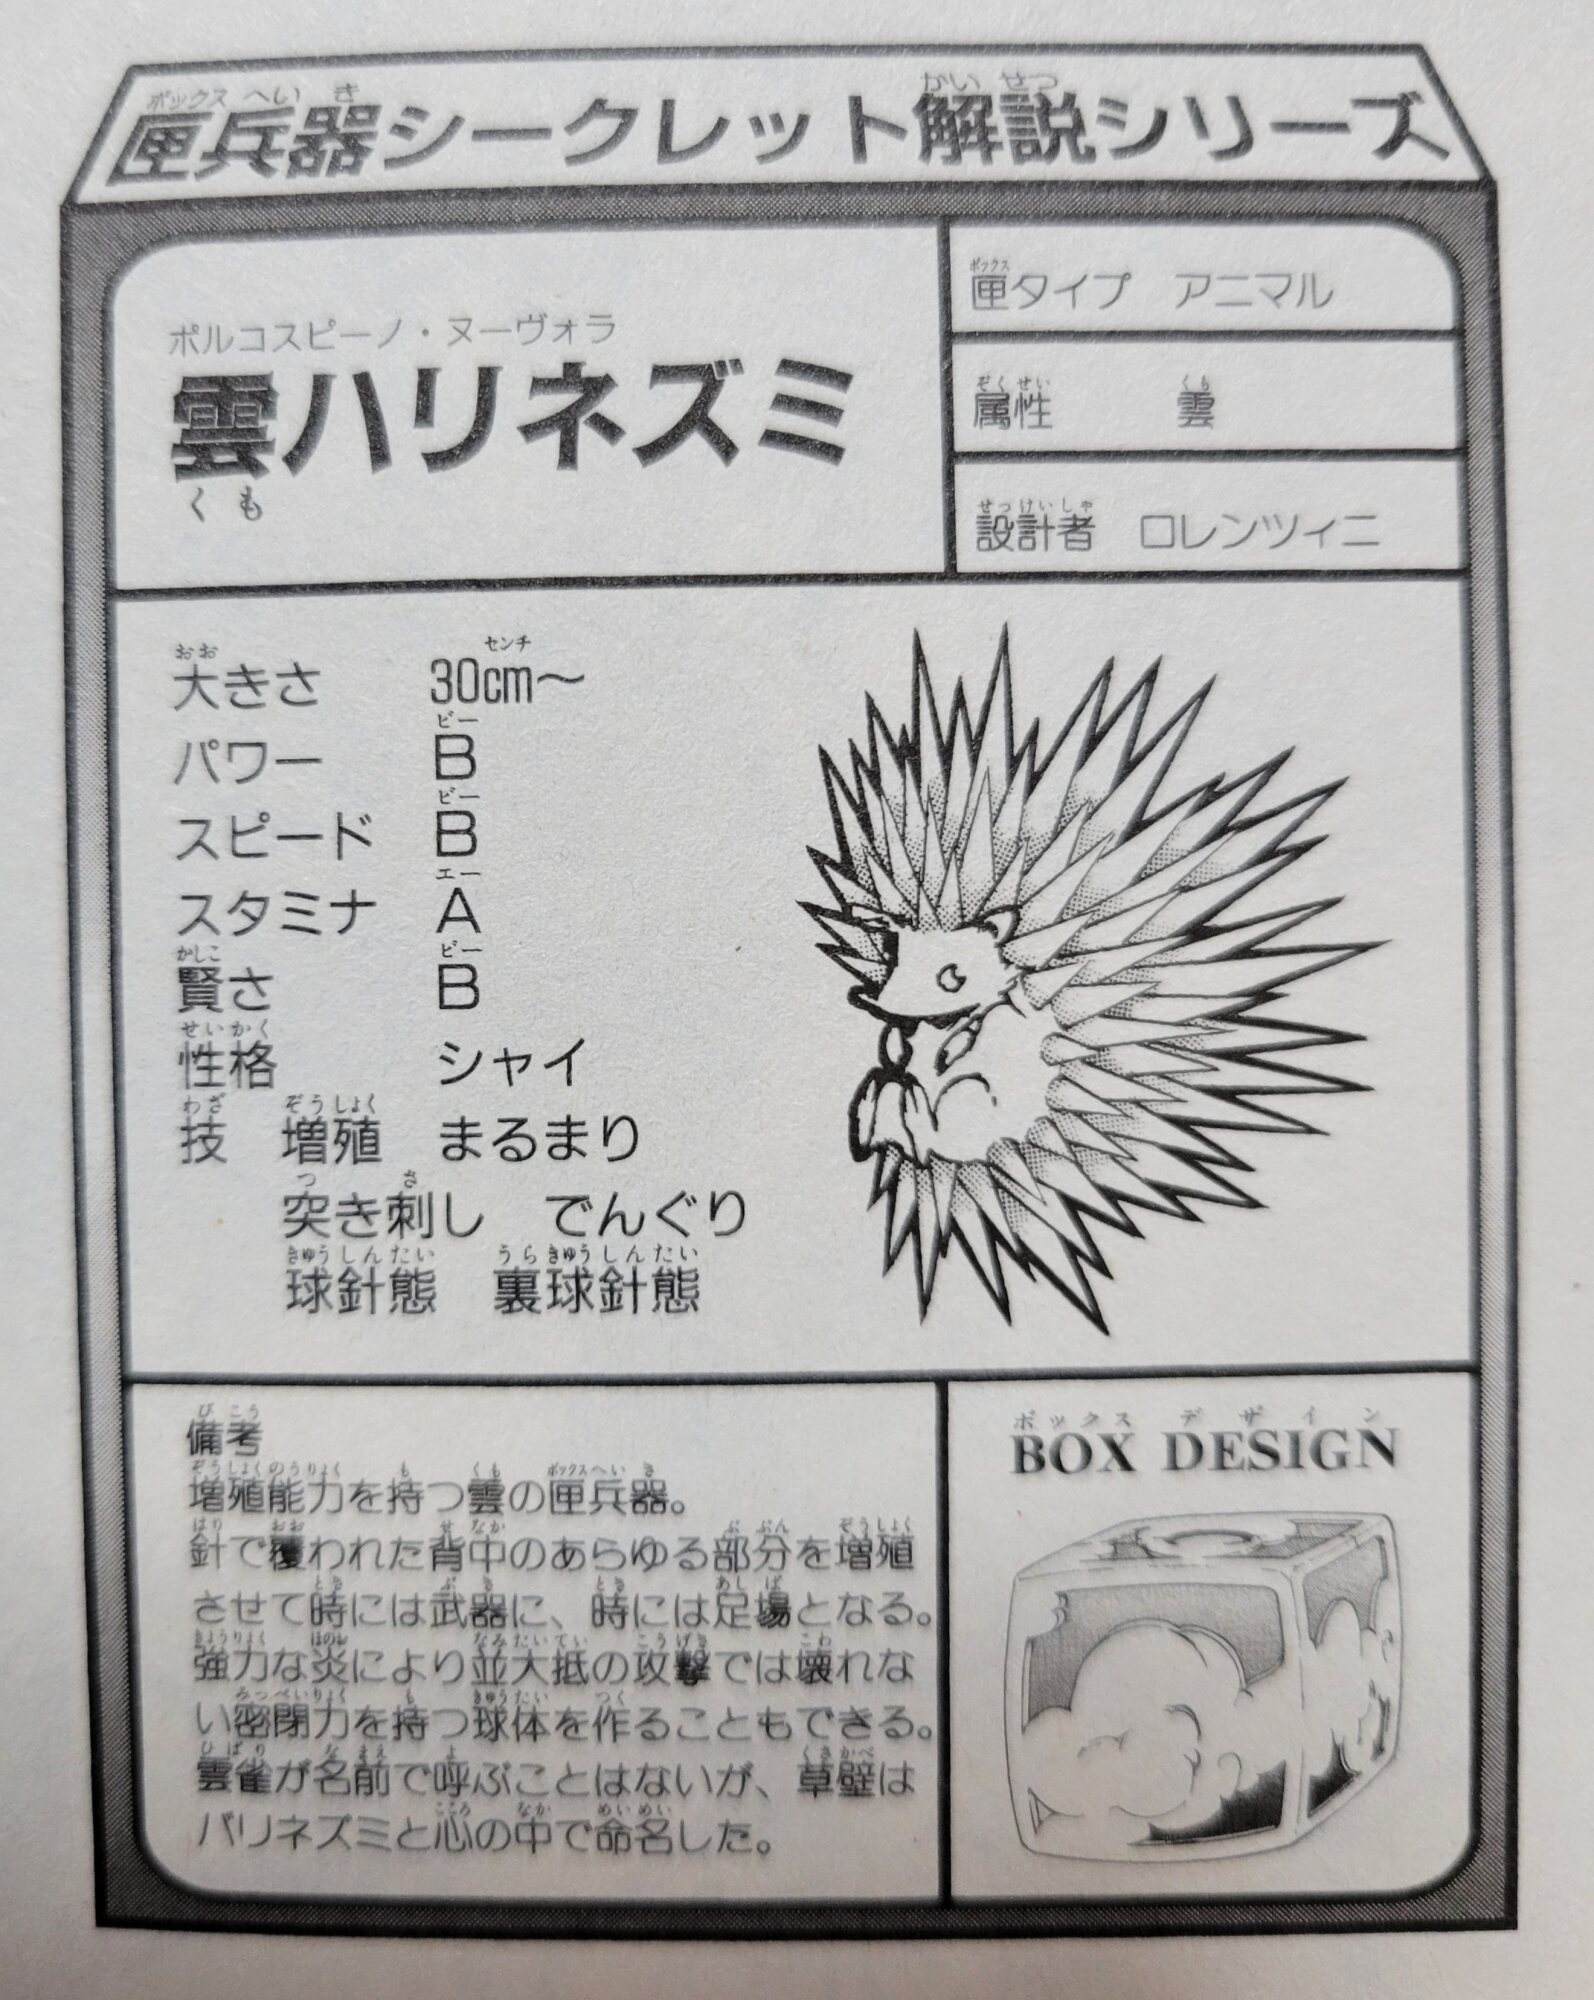 匣兵器シークレット解説シリーズ
ポルコスピーノ・ヌーヴォラ
雲ハリネズミ
匣タイプ　アニマル
属性　雲
設計者　ロレンツィニ
大きさ　30cm〜
パワー　B
スピード　B
スタミナ　A
賢さ　B
性格　シャイ
技　増殖　まるまり
突き刺し　でんぐり
球針態　裏球針態
備考
増殖能力を持つ雲の匣兵器。
針で覆われた背中のあらゆる部分を増殖
させて時には武器に、時には足場となる。
強力な炎により並大抵の攻撃では壊れな
い密閉力を持つ球体を作ることもできる。
雲雀が名前で呼ぶことはないが、草壁は
バリネズミと心の中で命名した。
BOX DESIGN